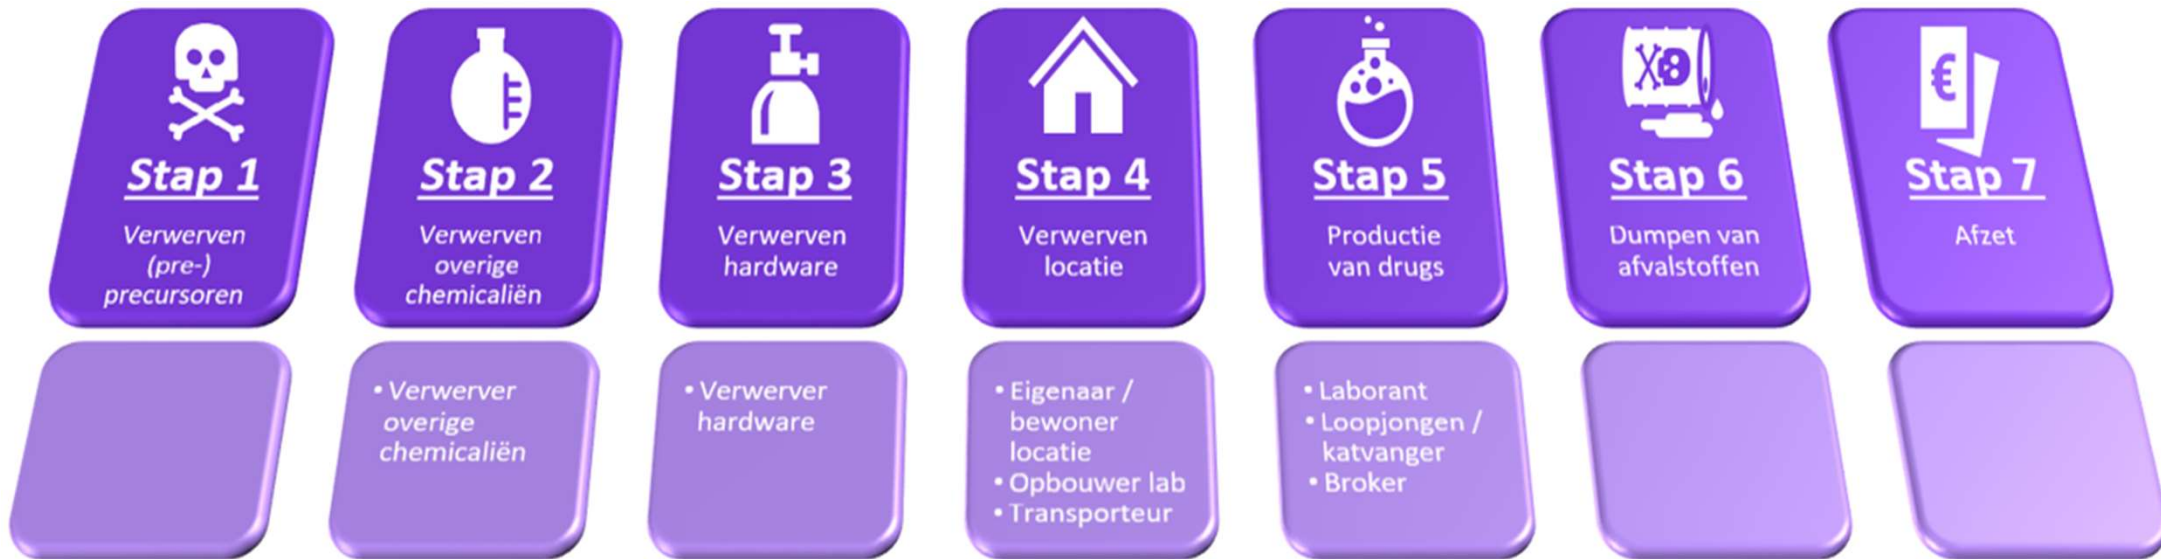 Stap 1
Verwerven
(pre-)
precursoren
Stap 2
Verwerven
overige
chemicaliën
Stap 3
Verwerven
hardware
Stap 4
Verwerven
locatie
Stap 5
Productie
van drugs
Stap 6
Dumpen van
afvalstoffen
€
Stap 7
Afzet
• Verwerver
overige
chemicaliën
• Verwerver
hardware
• Eigenaar /
bewoner
locatie
• Opbouwer lab
• Transporteur
• Laborant
• Loopjongen /
katvanger
• Broker